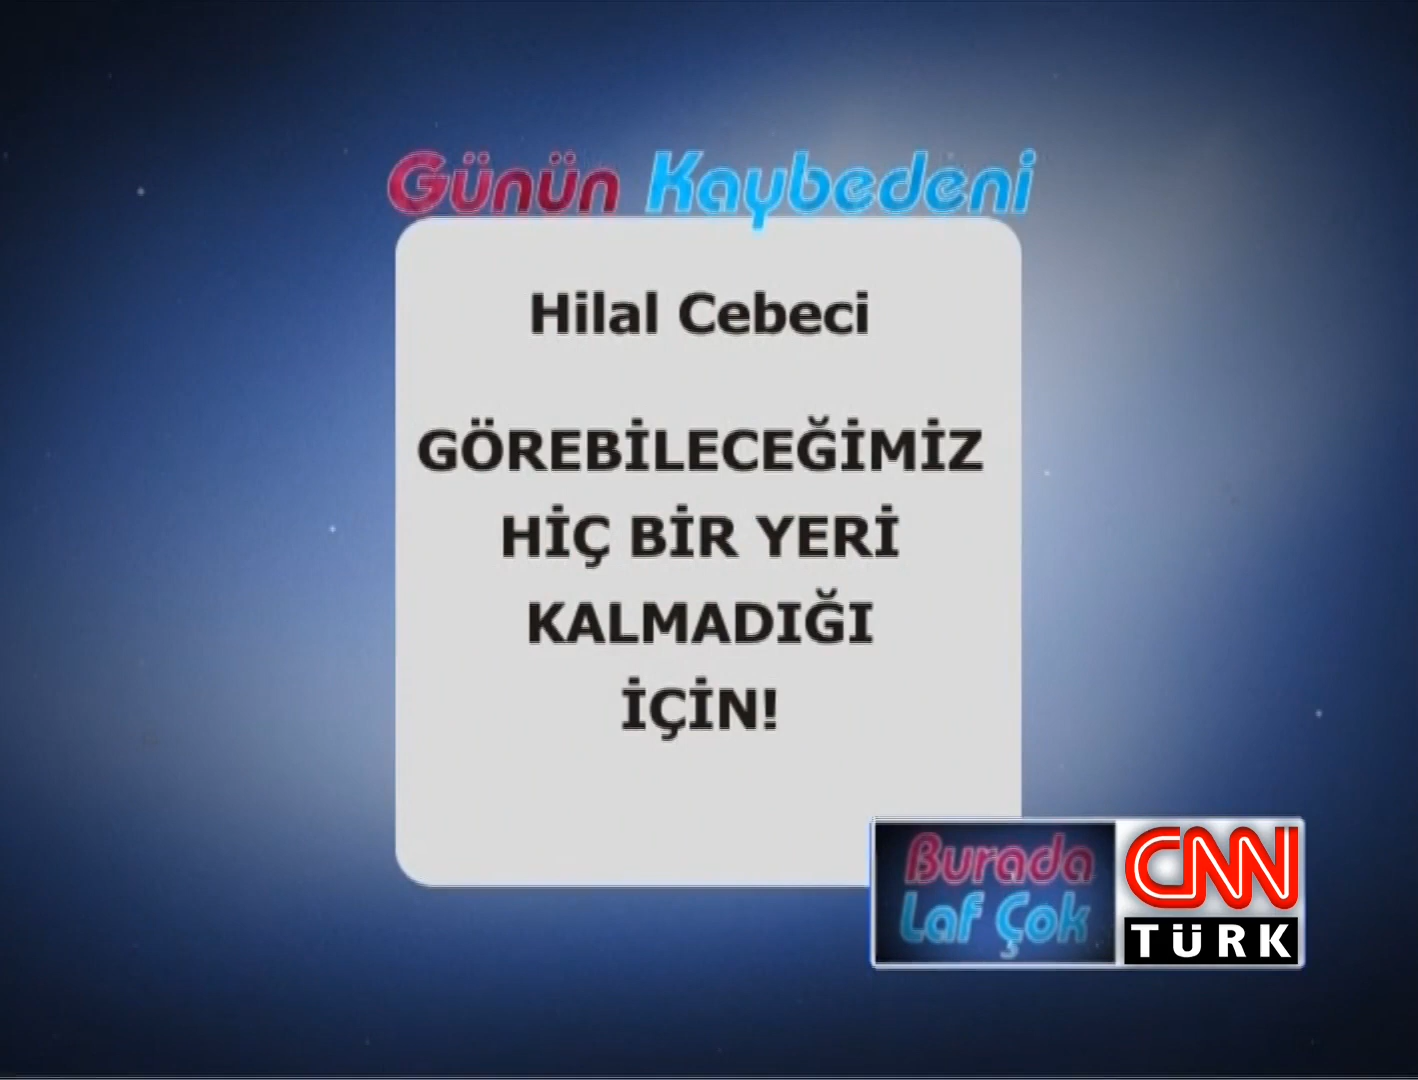 Günün Kaybedeni
Hilal Cebeci
GÖREBİLECEĞİMİZ
HİÇ BİR YERİ
KALMADIĞI
İÇİN!
Burada
Laf Çok
CNN
TÜRK